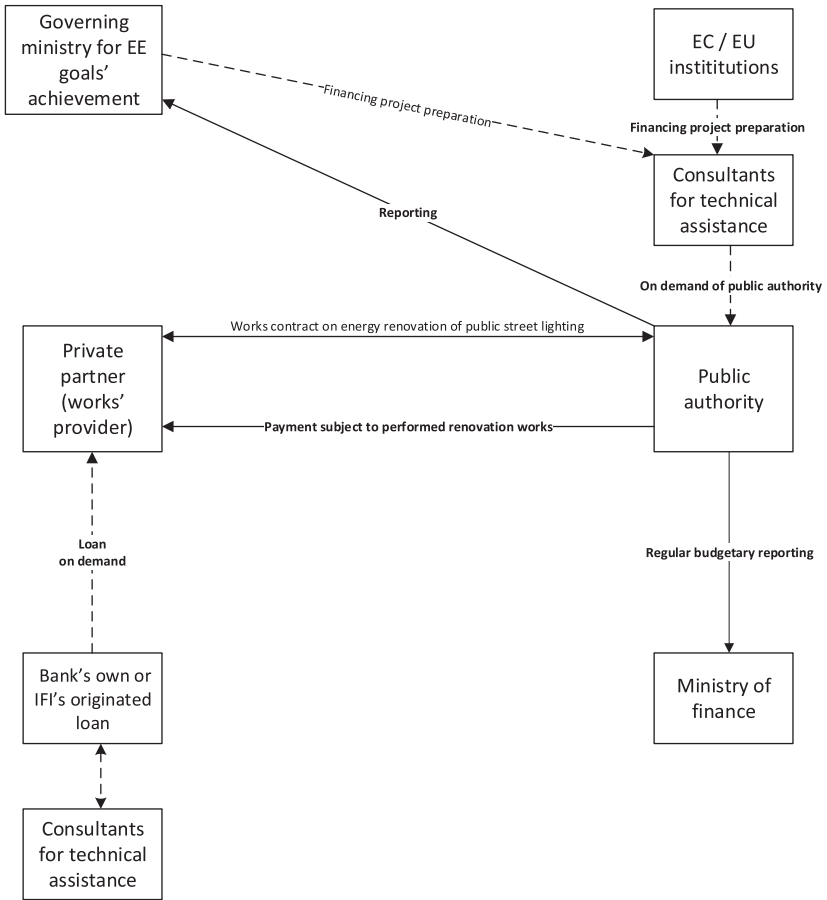 Governing
ministry for EE
goals’
achievement
EC / EU
instititutions
Financing project preparation
Financing project preparation
Consultants
for technical
assistance
Reporting
On demand of public authority
Works contract on energy renovation of public street lighting
Private
partner
(works’
provider)
Public
authority
Payment subject to performed renovation works
Loan
on demand
Regular budgetary reporting
Bank’s own or
IFI’s originated
loan
Ministry of
finance
Consultants
for technical
assistance